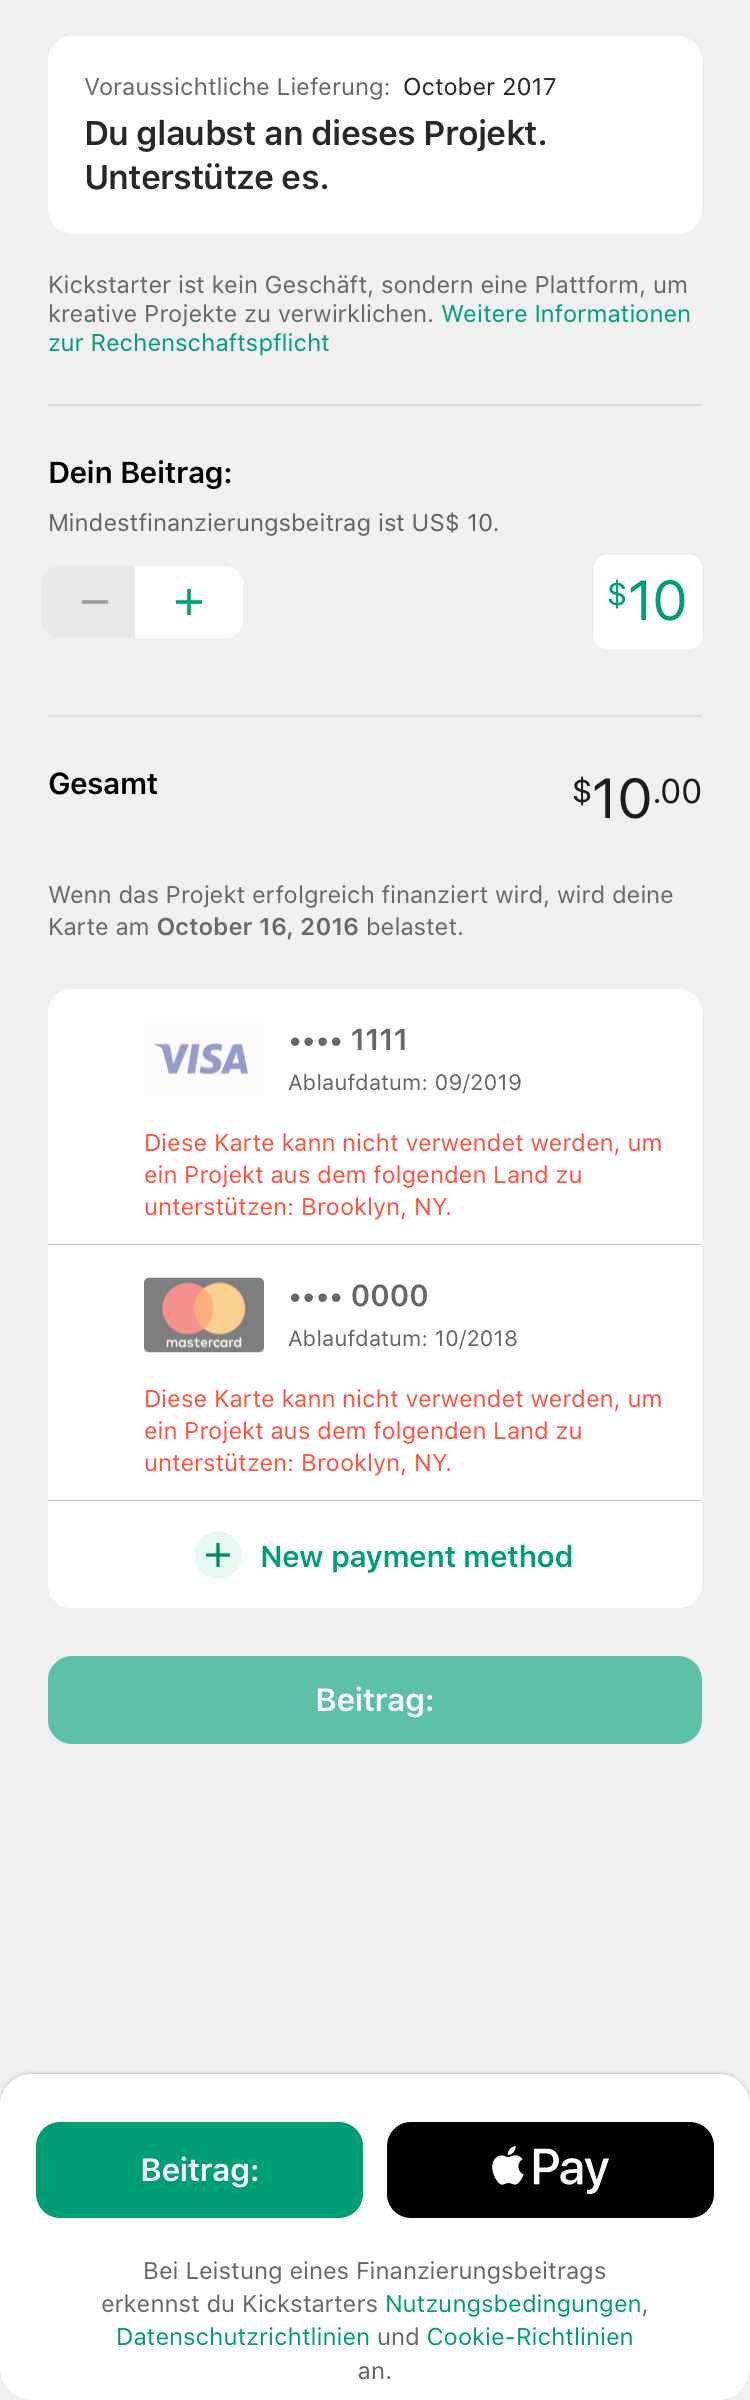 Voraussichtliche Lieferung: October 2017
Du glaubst an dieses Projekt.
Unterstütze es.
Kickstarter ist kein Geschäft, sondern eine Plattform, um
kreative Projekte zu verwirklichen. Weitere Informationen
zur Rechenschaftspflicht
Dein Beitrag:
Mindestfinanzierungsbeitrag ist US$ 10.
− +
$10
Gesamt
$10.00
Wenn das Projekt erfolgreich finanziert wird, wird deine
Karte am October 16, 2016 belastet.
VISA
•••• 1111
Ablaufdatum: 09/2019
Diese Karte kann nicht verwendet werden, um
ein Projekt aus dem folgenden Land zu
unterstützen: Brooklyn, NY.
mastercard
•••• 0000
Ablaufdatum: 10/2018
Diese Karte kann nicht verwendet werden, um
ein Projekt aus dem folgenden Land zu
unterstützen: Brooklyn, NY.
+ New payment method
Beitrag:
Beitrag:
Pay
Bei Leistung eines Finanzierungsbeitrags
erkennst du Kickstarters Nutzungsbedingungen,
Datenschutzrichtlinien und Cookie-Richtlinien
an.